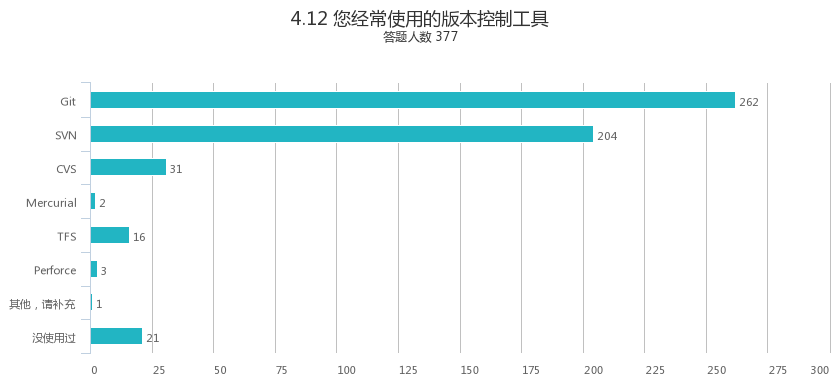 4.12 您经常使用的版本控制工具
答题人数 377
Git 262
SVN 204
CVS 31
Mercurial 2
TFS 16
Perforce 3
其他，请补充 1
没使用过 21
0 25 50 75 100 125 150 175 200 225 250 275 300